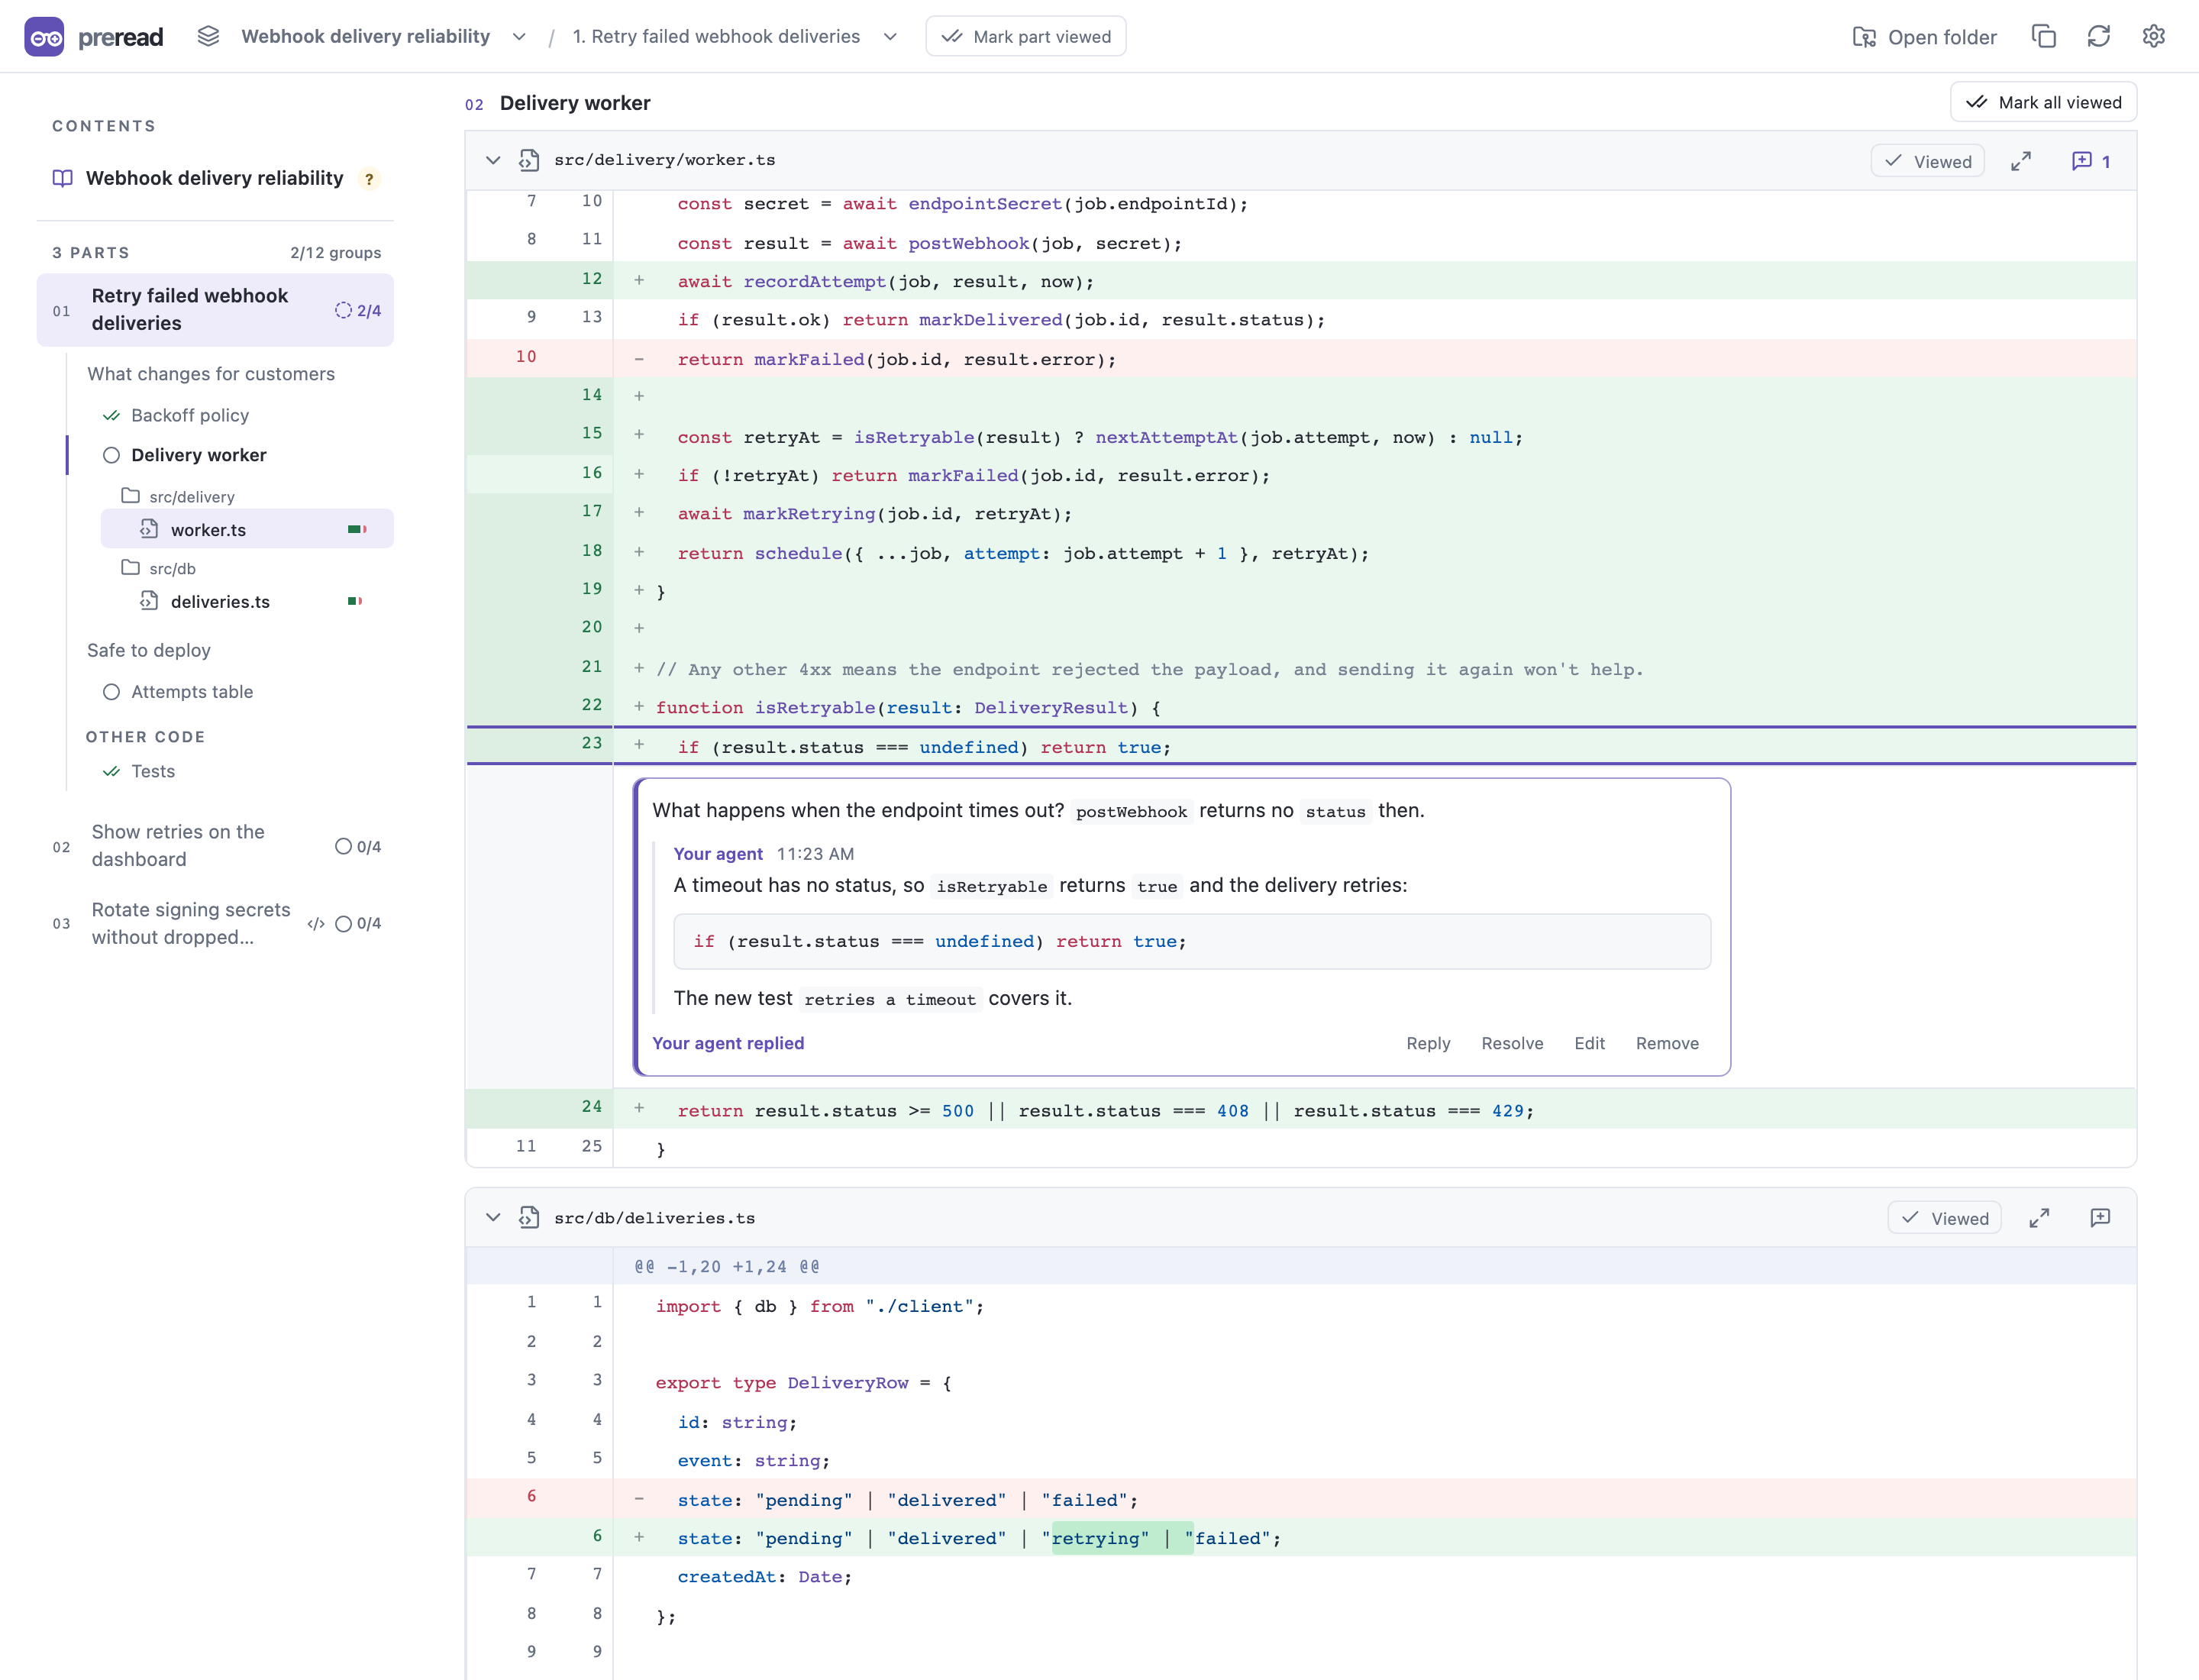 preread
Webhook delivery reliability / 1. Retry failed webhook deliveries
Mark part viewed
Open folder
CONTENTS
Webhook delivery reliability ?
3 PARTS 2/12 groups
01 Retry failed webhook deliveries 2/4
What changes for customers
Backoff policy
Delivery worker
src/delivery
worker.ts
src/db
deliveries.ts
Safe to deploy
Attempts table
OTHER CODE
Tests
02 Show retries on the dashboard 0/4
03 Rotate signing secrets without dropped... </> 0/4
02 Delivery worker
Mark all viewed
src/delivery/worker.ts
Viewed
1
7 10 const secret = await endpointSecret(job.endpointId);
8 11 const result = await postWebhook(job, secret);
12 + await recordAttempt(job, result, now);
9 13 if (result.ok) return markDelivered(job.id, result.status);
10 - return markFailed(job.id, result.error);
14 +
15 + const retryAt = isRetryable(result) ? nextAttemptAt(job.attempt, now) : null;
16 + if (!retryAt) return markFailed(job.id, result.error);
17 + await markRetrying(job.id, retryAt);
18 + return schedule({ ...job, attempt: job.attempt + 1 }, retryAt);
19 + }
20 +
21 + // Any other 4xx means the endpoint rejected the payload, and sending it again won't help.
22 + function isRetryable(result: DeliveryResult) {
23 + if (result.status === undefined) return true;
What happens when the endpoint times out? postWebhook returns no status then.
Your agent 11:23 AM
A timeout has no status, so isRetryable returns true and the delivery retries:
if (result.status === undefined) return true;
The new test retries a timeout covers it.
Your agent replied
Reply Resolve Edit Remove
24 + return result.status >= 500 || result.status === 408 || result.status === 429;
11 25 }
src/db/deliveries.ts
Viewed
@@ -1,20 +1,24 @@
1 1 import { db } from "./client";
2 2
3 3 export type DeliveryRow = {
4 4 id: string;
5 5 event: string;
6 - state: "pending" | "delivered" | "failed";
6 + state: "pending" | "delivered" | "retrying" | "failed";
7 7 createdAt: Date;
8 8 };
9 9